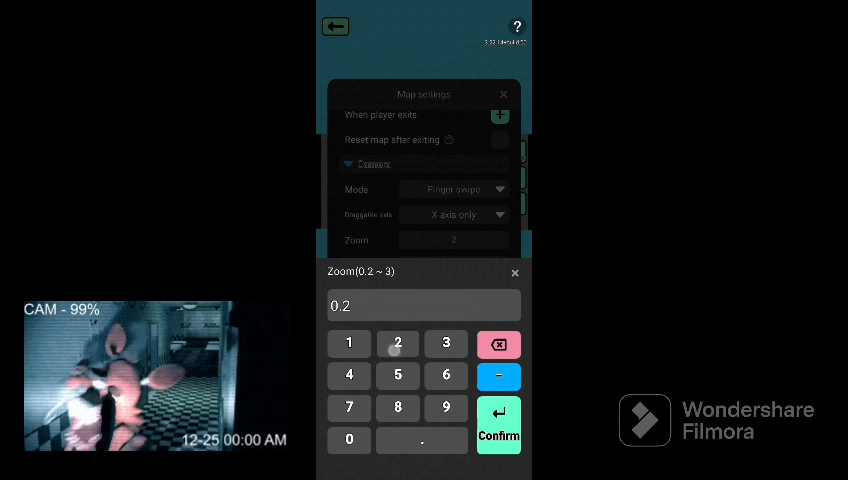 ?
Map settings
×
When player exits
+
Reset map after exiting ?
Camera
Mode
Finger swipe
Draggable axis
X axis only
Zoom
2
Zoom(0.2 ~ 3)
×
0.2
1 2 3
4 5 6 −
7 8 9
Confirm
0 .
CAM - 99%
12-25 00:00 AM
Wondershare
Filmora